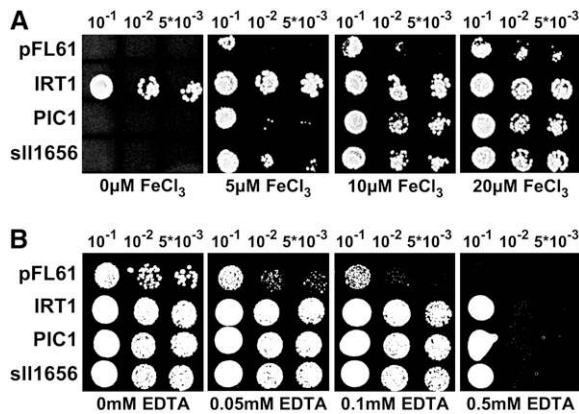 A
10⁻¹ 10⁻² 5*10⁻³ 10⁻¹ 10⁻² 5*10⁻³ 10⁻¹ 10⁻² 5*10⁻³ 10⁻¹ 10⁻² 5*10⁻³
pFL61
IRT1
PIC1
sll1656
0µM FeCl₃ 5µM FeCl₃ 10µM FeCl₃ 20µM FeCl₃
B
10⁻¹ 10⁻² 5*10⁻³ 10⁻¹ 10⁻² 5*10⁻³ 10⁻¹ 10⁻² 5*10⁻³ 10⁻¹ 10⁻² 5*10⁻³
pFL61
IRT1
PIC1
sll1656
0mM EDTA 0.05mM EDTA 0.1mM EDTA 0.5mM EDTA